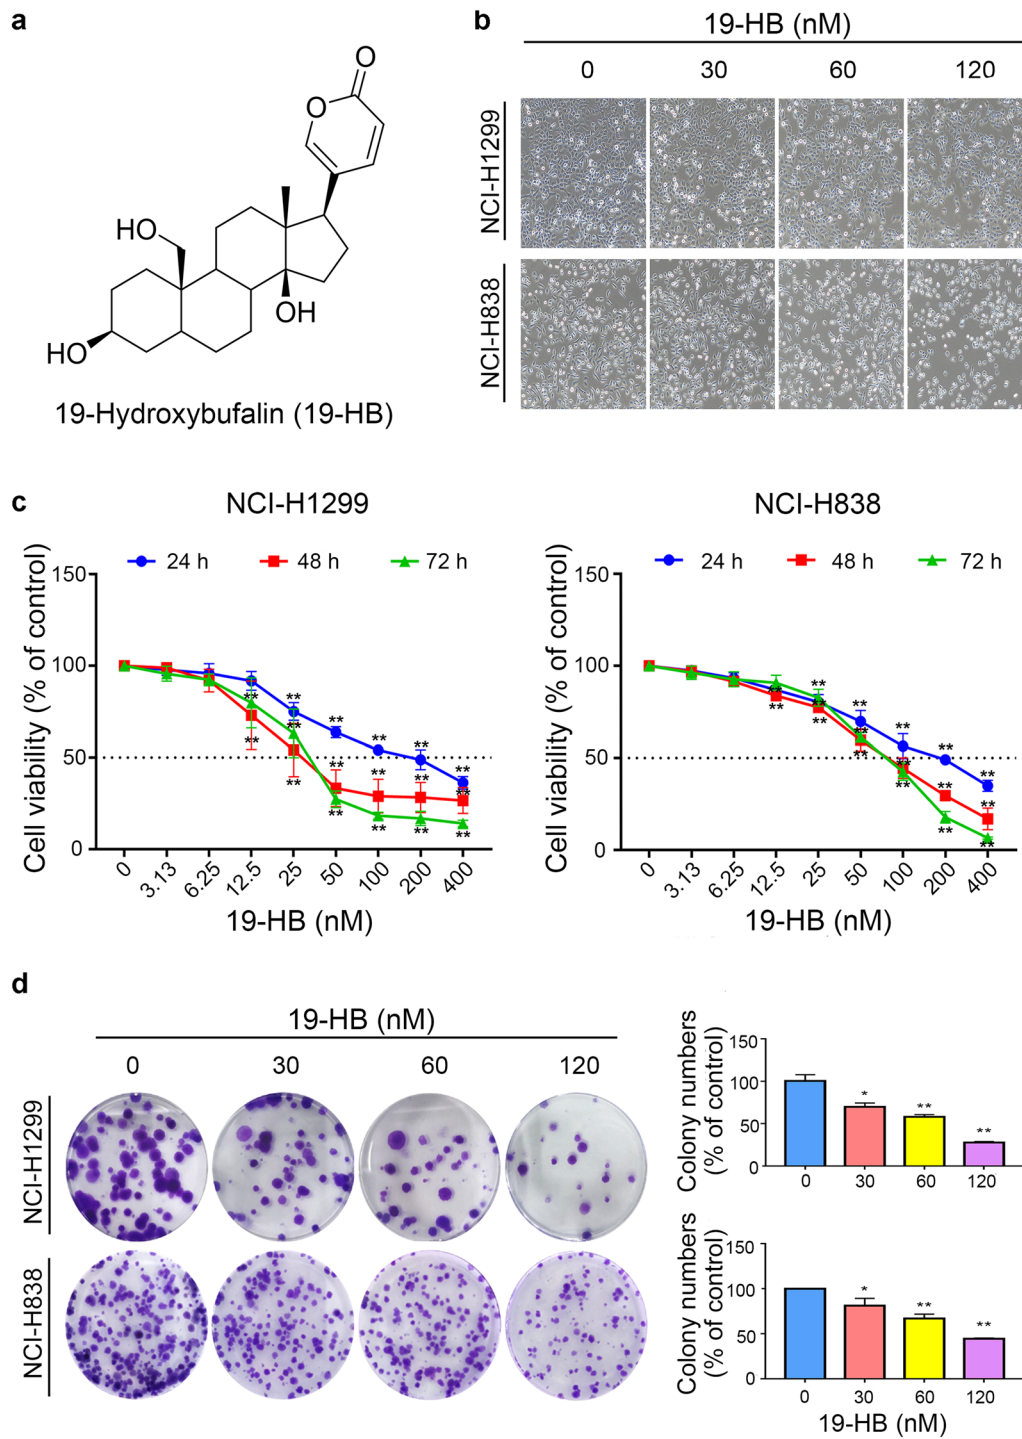 a
O
O
HO
OH
HO
19-Hydroxybufalin (19-HB)
b
19-HB (nM)
0 30 60 120
NCI-H1299
NCI-H838
c
NCI-H1299
24 h 48 h 72 h
Cell viability (% of control)
150
100
50
0
** ** ** ** ** **
** ** ** ** ** **
** ** ** ** **
0 3.13 6.25 12.5 25 50 100 200 400
19-HB (nM)
NCI-H838
24 h 48 h 72 h
Cell viability (% of control)
150
100
50
0
** ** ** ** ** **
** ** ** ** **
** ** ** **
0 3.13 6.25 12.5 25 50 100 200 400
19-HB (nM)
d
19-HB (nM)
0 30 60 120
NCI-H1299
NCI-H838
Colony numbers
(% of control)
150
100
50
0
* ** **
0 30 60 120
Colony numbers
(% of control)
150
100
50
0
* ** **
0 30 60 120
19-HB (nM)